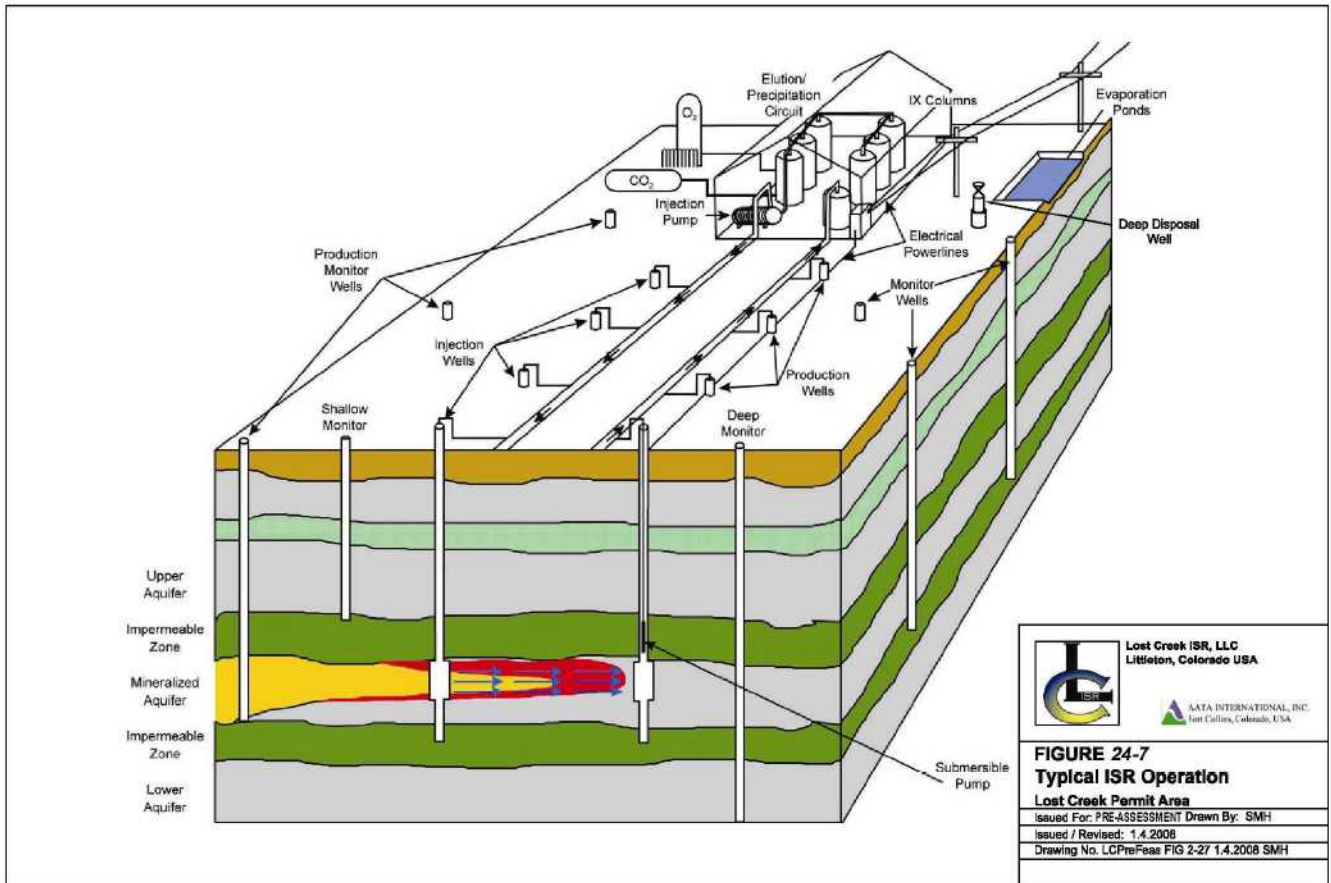 Elution/
Precipitation
Circuit
IX Columns
Evaporation
Ponds
O2
CO2
Injection
Pump
Deep Disposal
Well
Electrical
Powerlines
Production
Monitor
Wells
Monitor
Wells
Injection
Wells
Production
Wells
Shallow
Monitor
Deep
Monitor
Upper
Aquifer
Impermeable
Zone
Mineralized
Aquifer
Impermeable
Zone
Lower
Aquifer
Submersible
Pump
L
C
ISR
Lost Creek ISR, LLC
Littleton, Colorado USA
AATA INTERNATIONAL, INC.
Fort Collins, Colorado, USA
FIGURE 24-7
Typical ISR Operation
Lost Creek Permit Area
Issued For: PRE-ASSESSMENT Drawn By: SMH
Issued / Revised: 1.4.2008
Drawing No. LCPreFeas FIG 2-27 1.4.2008 SMH